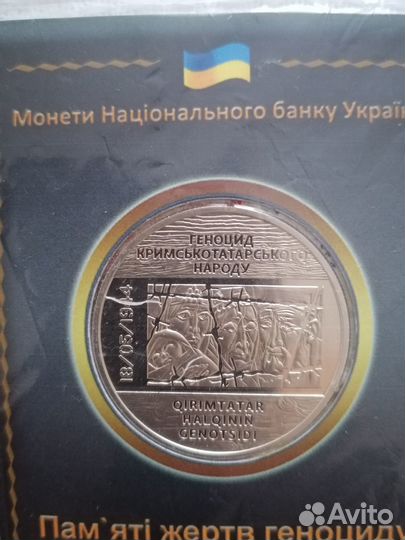 Монети Національного банку Украї
ГЕНОЦИД
КРИМСЬКОТАТАРСЬКОГО
НАРОДУ
18/05/1944
QIRIMTATAR
HALQININ
GENOTSIDI
Пам`яті жертв геноциду
Avito